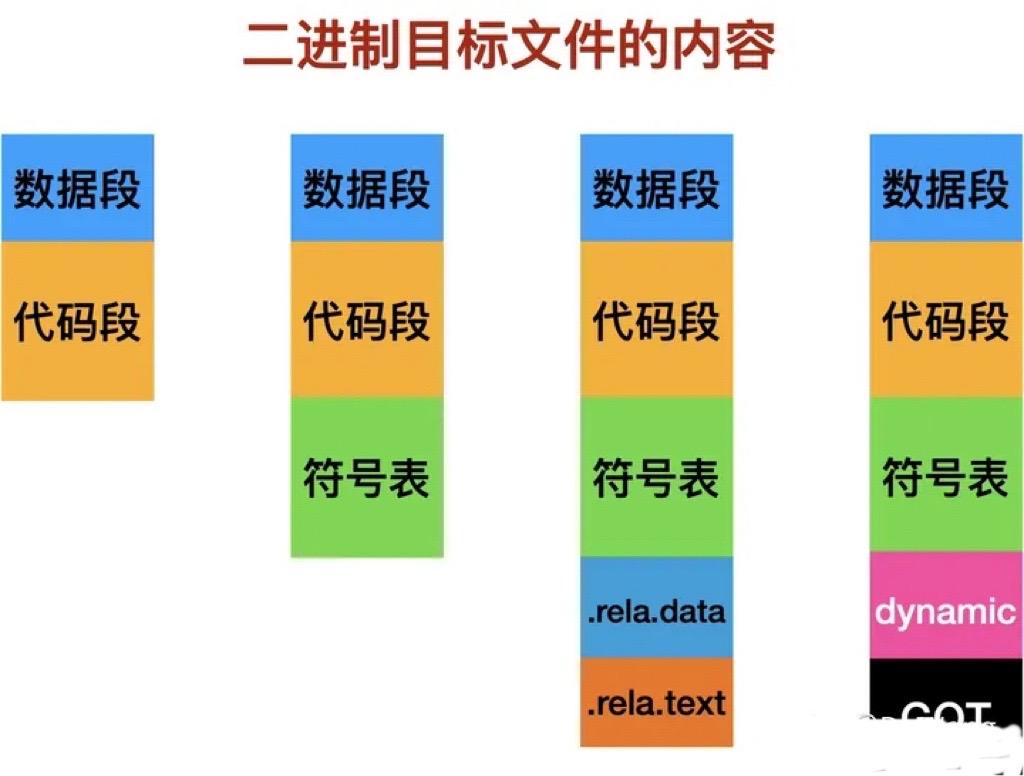 二进制目标文件的内容
数据段 数据段 数据段 数据段
代码段 代码段 代码段 代码段
符号表 符号表 符号表
.rela.data dynamic
.rela.text GOT